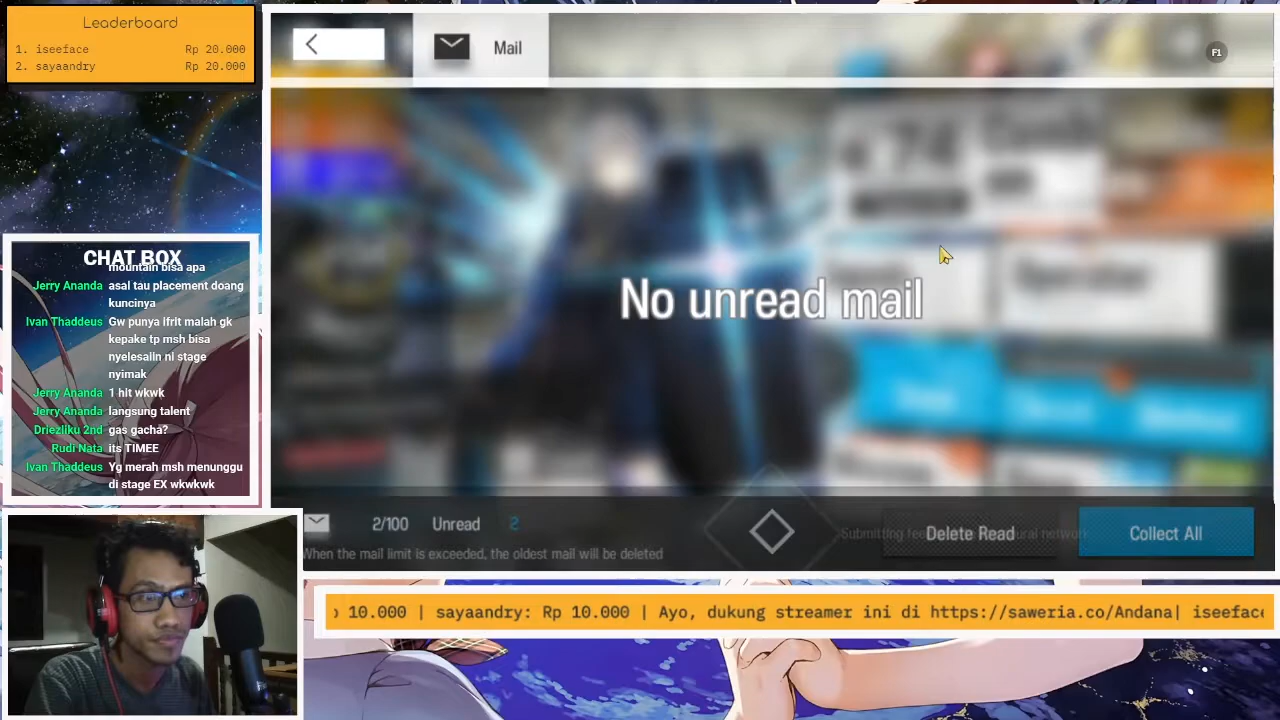 Leaderboard
1. iseeface Rp 20.000
2. sayaandry Rp 20.000
Mail
F1
CHAT BOX
mountain bisa apa
Jerry Ananda asal tau placement doang
kuncinya
Ivan Thaddeus Gw punya ifrit malah gk
kepake tp msh bisa
nyelesaiin ni stage
nyimak
Jerry Ananda 1 hit wkwk
Jerry Ananda langsung talent
Driezliku 2nd gas gacha?
Rudi Nata its TIMEE
Ivan Thaddeus Yg merah msh menunggu
di stage EX wkwkwk
No unread mail
2/100 Unread 2
When the mail limit is exceeded, the oldest mail will be deleted
Submitting
Delete Read
Collect All
10.000 | sayaandry: Rp 10.000 | Ayo, dukung streamer ini di https://saweria.co/Andana| iseeface